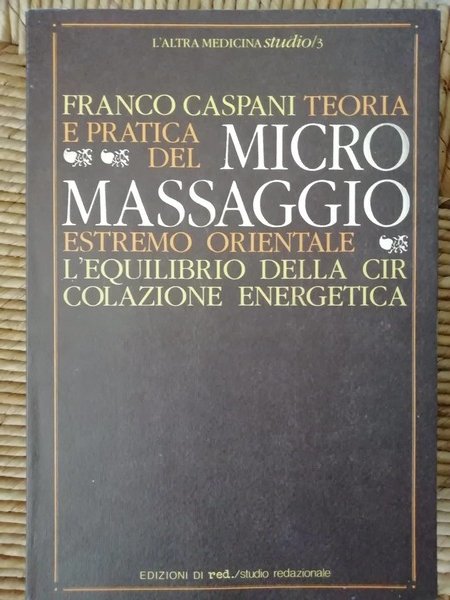 L'ALTRA MEDICINA studio/3
FRANCO CASPANI TEORIA
E PRATICA
DEL MICRO
MASSAGGIO
ESTREMO ORIENTALE
L'EQUILIBRIO DELLA CIR
COLAZIONE ENERGETICA
EDIZIONI DI red./studio redazionale